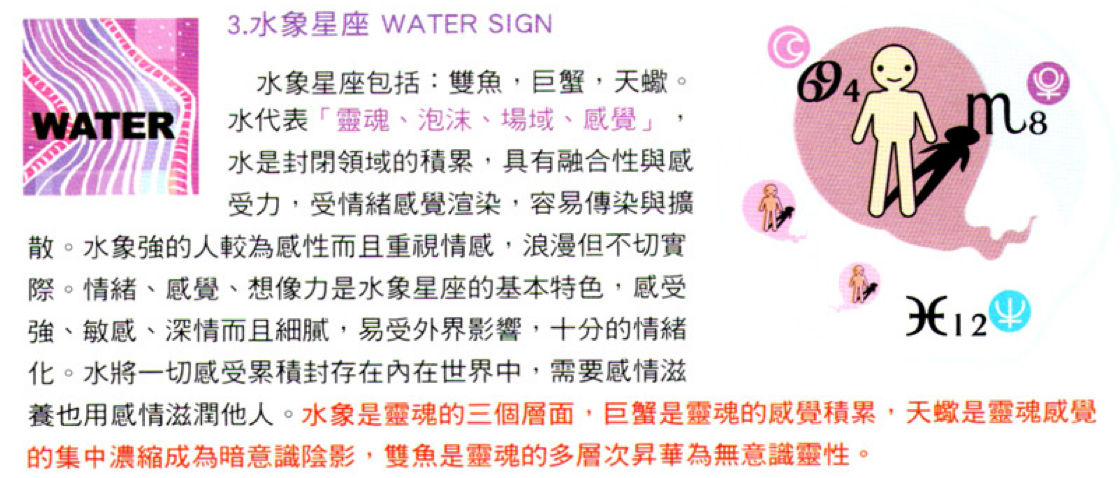 3.水象星座 WATER SIGN
WATER
水象星座包括：雙魚，巨蟹，天蠍。
水代表「靈魂、泡沫、場域、感覺」，
水是封閉領域的積累，具有融合性與感
受力，受情緒感覺渲染，容易傳染與擴
散。水象強的人較為感性而且重視情感，浪漫但不切實
際。情緒、感覺、想像力是水象星座的基本特色，感受
強、敏感、深情而且細膩，易受外界影響，十分的情緒
化。水將一切感受累積封存在內在世界中，需要感情滋
養也用感情滋潤他人。水象是靈魂的三個層面，巨蟹是靈魂的感覺積累，天蠍是靈魂感覺
的集中濃縮成為暗意識陰影，雙魚是靈魂的多層次昇華為無意識靈性。
♋4
♏8
♓12